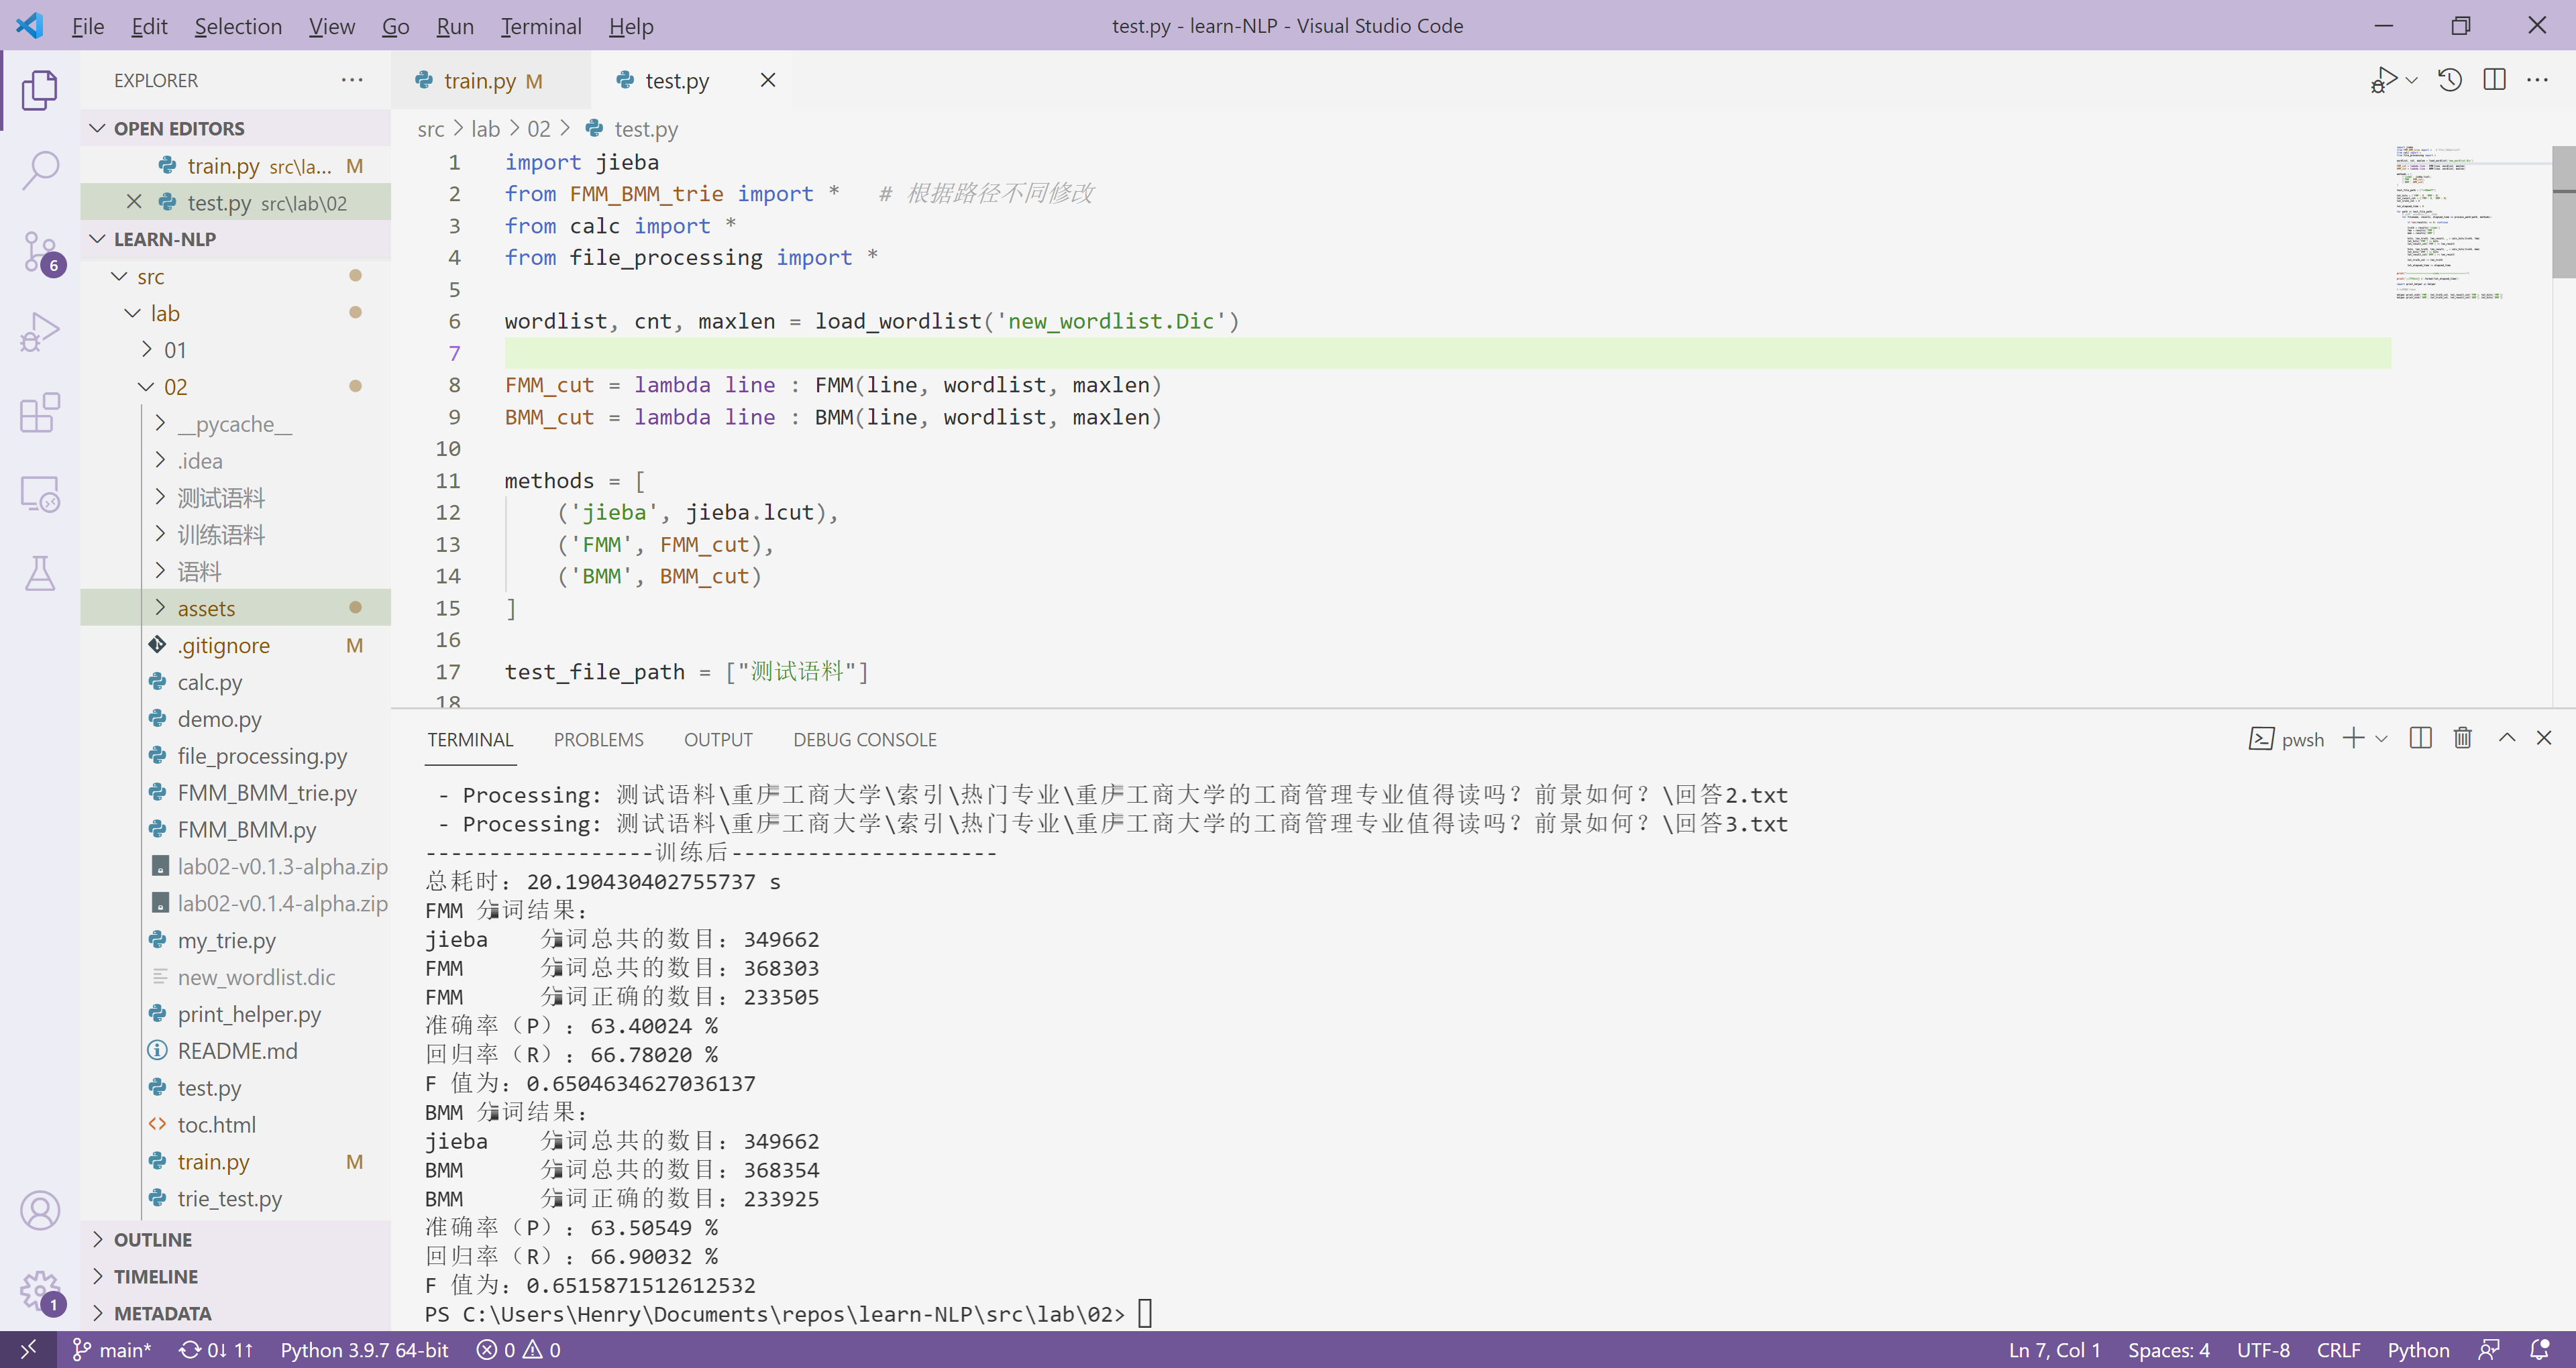 File Edit Selection View Go Run Terminal Help
test.py - learn-NLP - Visual Studio Code
EXPLORER
OPEN EDITORS
train.py src\la... M
test.py src\lab\02
LEARN-NLP
src
lab
01
02
__pycache__
.idea
测试语料
训练语料
语料
assets
.gitignore M
calc.py
demo.py
file_processing.py
FMM_BMM_trie.py
FMM_BMM.py
lab02-v0.1.3-alpha.zip
lab02-v0.1.4-alpha.zip
my_trie.py
new_wordlist.dic
print_helper.py
README.md
test.py
toc.html
train.py M
trie_test.py
OUTLINE
TIMELINE
METADATA
6
1
train.py M
test.py
src > lab > 02 > test.py
1 import jieba
2 from FMM_BMM_trie import * # 根据路径不同修改
3 from calc import *
4 from file_processing import *
5
6 wordlist, cnt, maxlen = load_wordlist('new_wordlist.Dic')
7
8 FMM_cut = lambda line : FMM(line, wordlist, maxlen)
9 BMM_cut = lambda line : BMM(line, wordlist, maxlen)
10
11 methods = [
12 ('jieba', jieba.lcut),
13 ('FMM', FMM_cut),
14 ('BMM', BMM_cut)
15 ]
16
17 test_file_path = ["测试语料"]
18
TERMINAL PROBLEMS OUTPUT DEBUG CONSOLE
pwsh
- Processing: 测试语料\重庆工商大学\索引\热门专业\重庆工商大学的工商管理专业值得读吗？前景如何？\回答2.txt
- Processing: 测试语料\重庆工商大学\索引\热门专业\重庆工商大学的工商管理专业值得读吗？前景如何？\回答3.txt
------------------训练后---------------------
总耗时：20.190430402755737 s
FMM 分词结果：
jieba 分词总共的数目：349662
FMM 分词总共的数目：368303
FMM 分词正确的数目：233505
准确率（P）：63.40024 %
回归率（R）：66.78020 %
F 值为：0.6504634627036137
BMM 分词结果：
jieba 分词总共的数目：349662
BMM 分词总共的数目：368354
BMM 分词正确的数目：233925
准确率（P）：63.50549 %
回归率（R）：66.90032 %
F 值为：0.6515871512612532
PS C:\Users\Henry\Documents\repos\learn-NLP\src\lab\02>
main* 0↓ 1↑ Python 3.9.7 64-bit 0 0
Ln 7, Col 1 Spaces: 4 UTF-8 CRLF Python